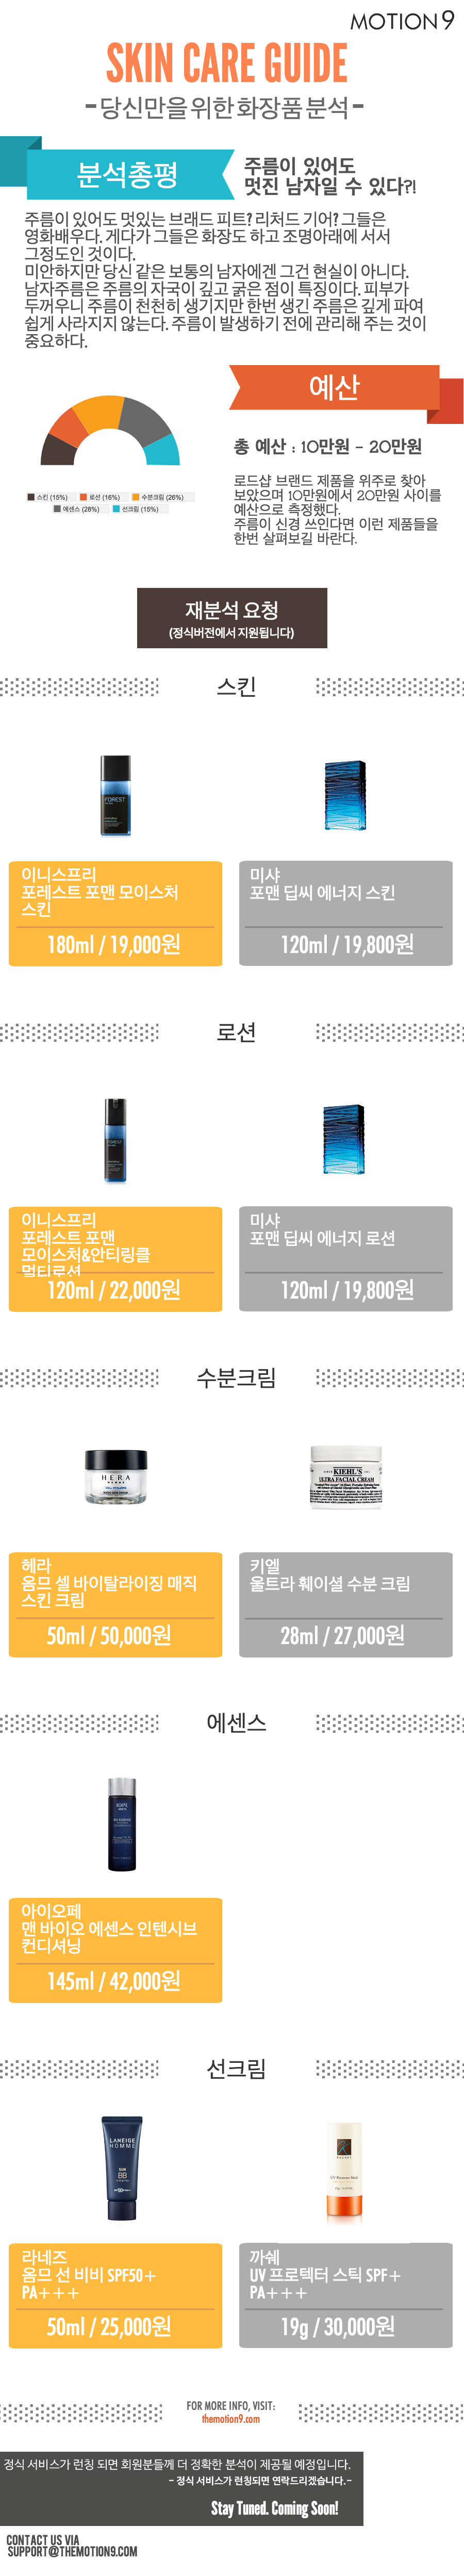 MOTION 9
SKIN CARE GUIDE
-당신만을 위한 화장품 분석-
분석총평
주름이 있어도
멋진 남자일 수 있다?!
주름이 있어도 멋있는 브래드 피트? 리처드 기어? 그들은
영화배우다. 게다가 그들은 화장도 하고 조명아래에 서서
그정도인 것이다.
미안하지만 당신 같은 보통의 남자에겐 그건 현실이 아니다.
남자주름은 주름의 자국이 깊고 굵은 점이 특징이다. 피부가
두꺼우니 주름이 천천히 생기지만 한번 생긴 주름은 깊게 파여
쉽게 사라지지 않는다. 주름이 발생하기 전에 관리해 주는 것이
중요하다.
예산
총 예산 : 10만원 - 20만원
로드샵 브랜드 제품을 위주로 찾아
보았으며 10만원에서 20만원 사이를
예산으로 측정했다.
주름이 신경 쓰인다면 이런 제품들을
한번 살펴보길 바란다.
스킨 (15%) 로션 (16%) 수분크림 (26%)
에센스 (28%) 선크림 (15%)
재분석 요청
(정식버전에서 지원됩니다)
스킨
FOREST
이니스프리
포레스트 포맨 모이스처
스킨
180ml / 19,000원
미샤
포맨 딥씨 에너지 스킨
120ml / 19,800원
로션
FOREST
이니스프리
포레스트 포맨
모이스처&안티링클
멀티로션
120ml / 22,000원
미샤
포맨 딥씨 에너지 로션
120ml / 19,800원
수분크림
HERA
HOMME
KIEHL'S
ULTRA FACIAL CREAM
헤라
옴므 셀 바이탈라이징 매직
스킨 크림
50ml / 50,000원
키엘
울트라 훼이셜 수분 크림
28ml / 27,000원
에센스
IOPE
아이오페
맨 바이오 에센스 인텐시브
컨디셔닝
145ml / 42,000원
선크림
LANEIGE
HOMME
SUN
BB
라네즈
옴므 선 비비 SPF50+
PA+++
50ml / 25,000원
까쉐
UV 프로텍터 스틱 SPF+
PA+++
19g / 30,000원
FOR MORE INFO, VISIT:
themotion9.com
정식 서비스가 런칭 되면 회원분들께 더 정확한 분석이 제공될 예정입니다.
- 정식 서비스가 런칭되면 연락드리겠습니다.-
Stay Tuned. Coming Soon!
CONTACT US VIA
SUPPORT@THEMOTION9.COM